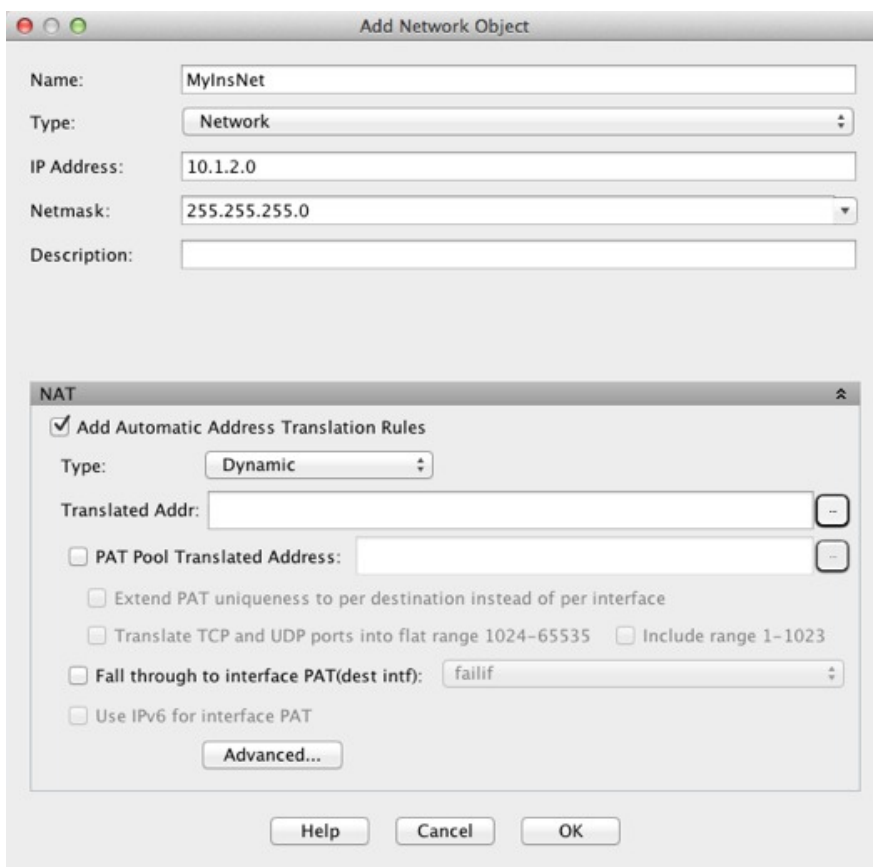 Add Network Object
Name: MyInsNet
Type: Network
IP Address: 10.1.2.0
Netmask: 255.255.255.0
Description:
NAT
Add Automatic Address Translation Rules
Type: Dynamic
Translated Addr: ...
PAT Pool Translated Address: ...
Extend PAT uniqueness to per destination instead of per interface
Translate TCP and UDP ports into flat range 1024-65535 Include range 1-1023
Fall through to interface PAT(dest intf): failif
Use IPv6 for interface PAT
Advanced...
Help Cancel OK